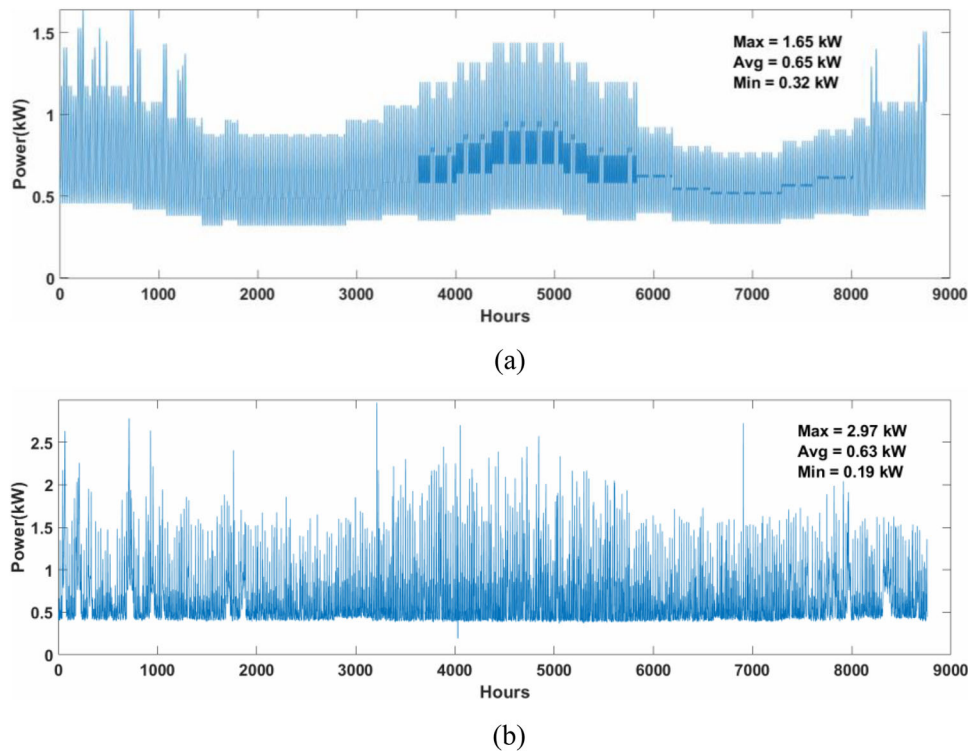 1.5
1
0.5
0
Power(kW)
Max = 1.65 kW
Avg = 0.65 kW
Min = 0.32 kW
0 1000 2000 3000 4000 5000 6000 7000 8000 9000
Hours
(a)
2.5
2
1.5
1
0.5
0
Power(kW)
Max = 2.97 kW
Avg = 0.63 kW
Min = 0.19 kW
0 1000 2000 3000 4000 5000 6000 7000 8000 9000
Hours
(b)